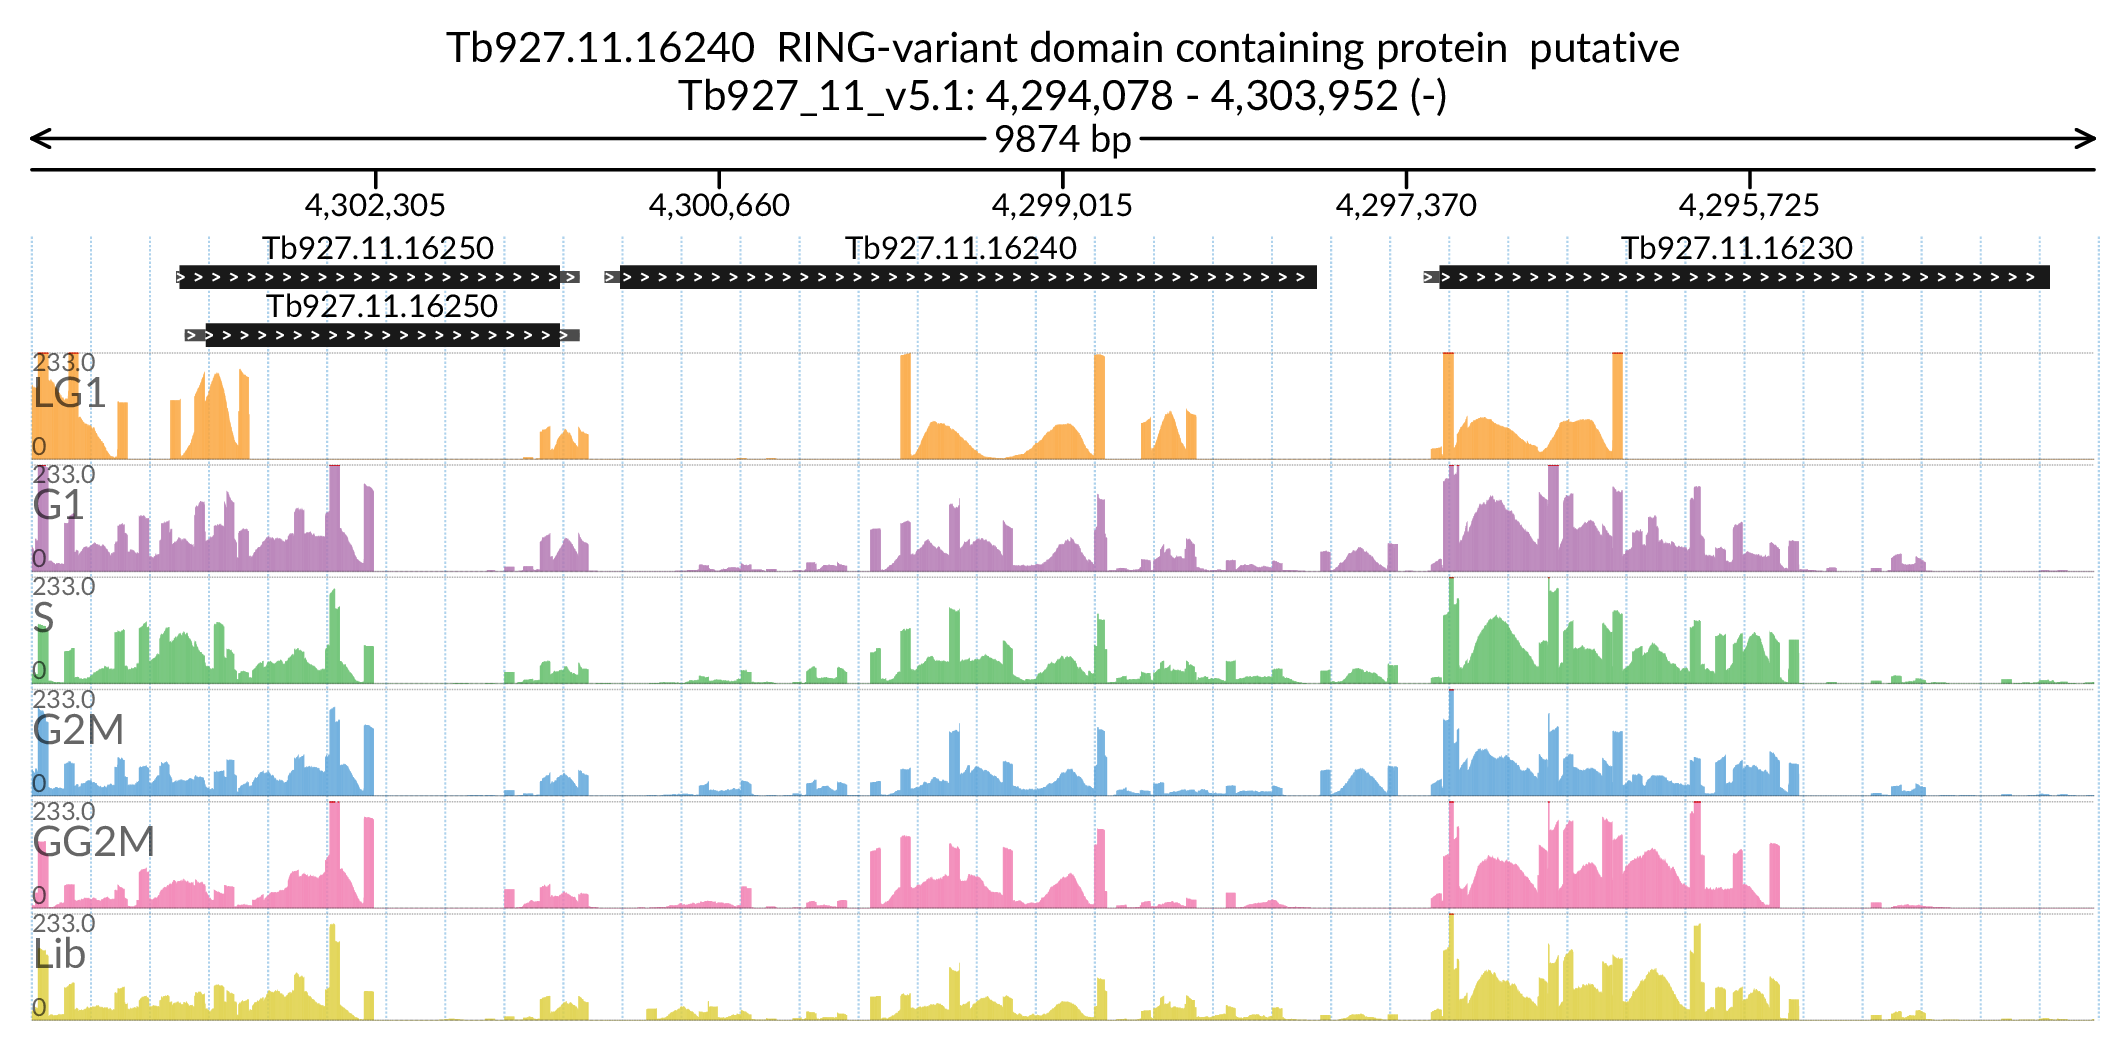 Tb927.11.16240 RING-variant domain containing protein putative
Tb927_11_v5.1: 4,294,078 - 4,303,952 (-)
9874 bp
4,302,305 4,300,660 4,299,015 4,297,370 4,295,725
Tb927.11.16250 Tb927.11.16240 Tb927.11.16230
Tb927.11.16250
233.0
LG1
0
233.0
G1
0
233.0
S
0
233.0
G2M
0
233.0
GG2M
0
233.0
Lib
0